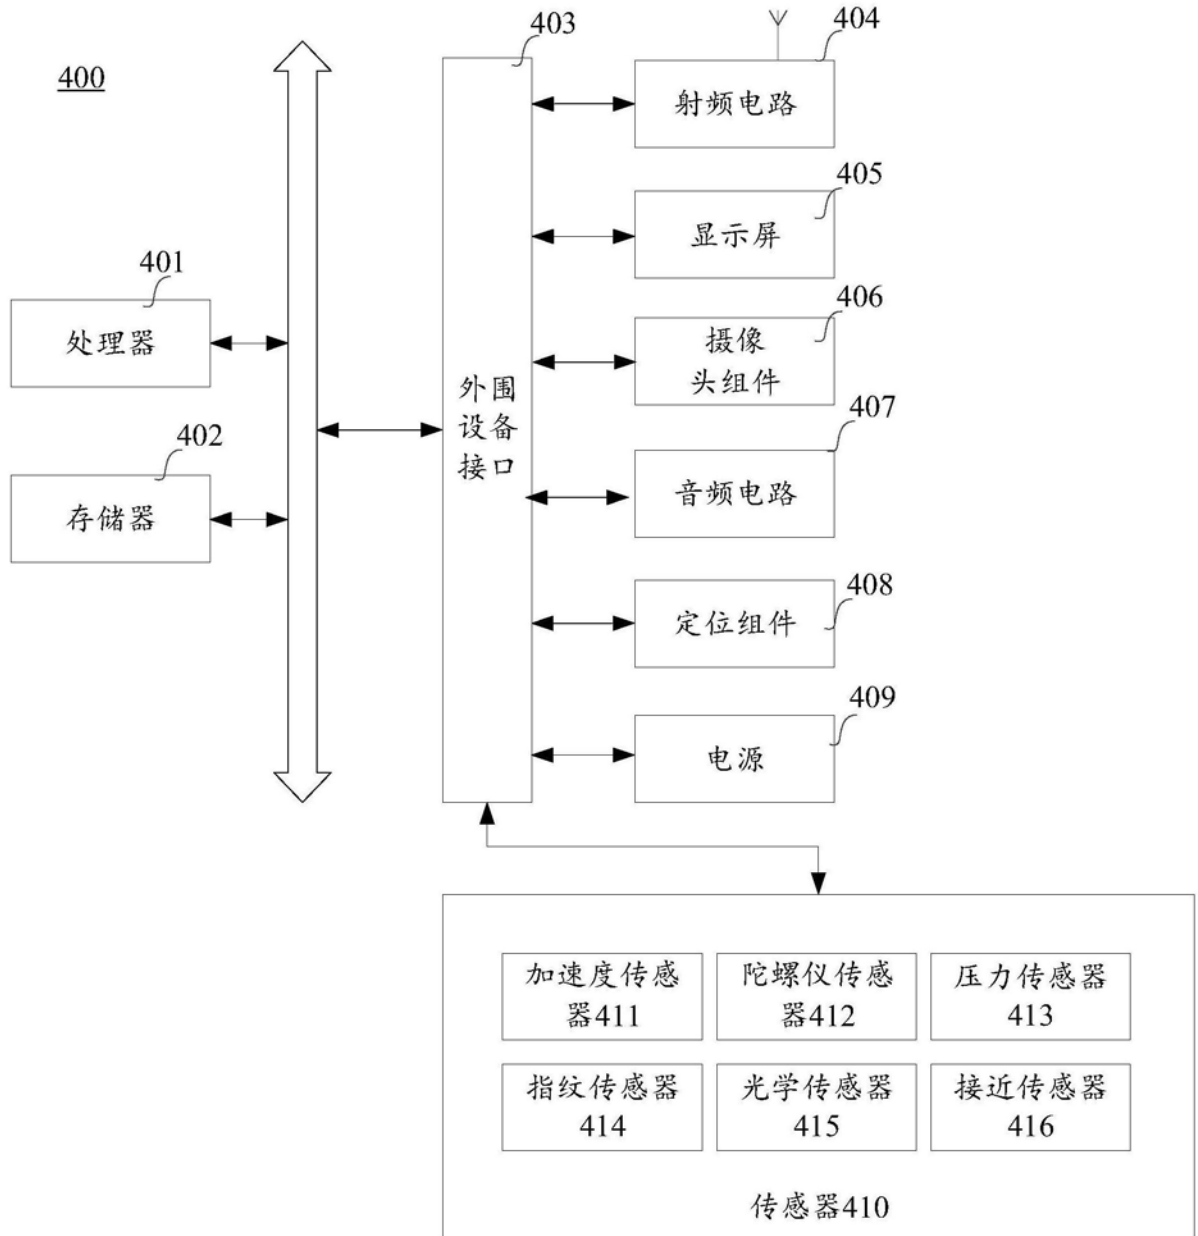 400
403
404
射频电路
405
显示屏
401
处理器
406
摄像
头组件
外围
设备
接口
402
存储器
407
音频电路
408
定位组件
409
电源
加速度传感
器411
陀螺仪传感
器412
压力传感器
413
指纹传感器
414
光学传感器
415
接近传感器
416
传感器410